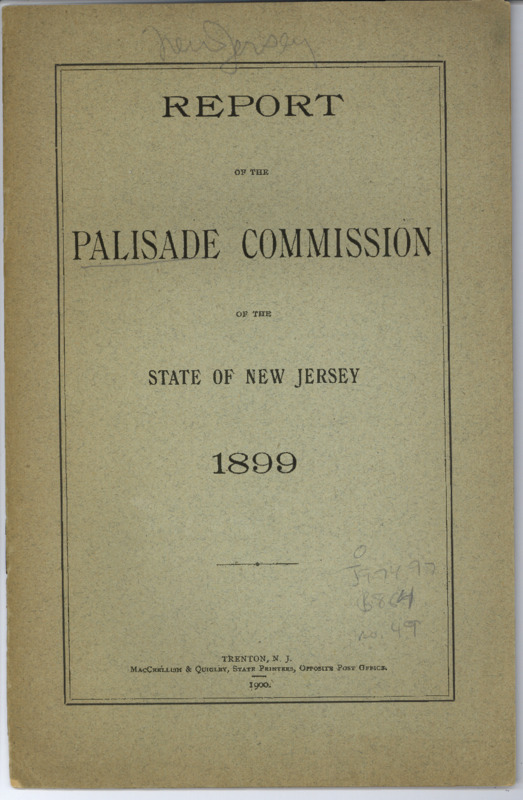 New Jersey
REPORT
OF THE
PALISADE COMMISSION
OF THE
STATE OF NEW JERSEY
1899
TRENTON, N. J.
MacCrellish & Quigley, State Printers, Opposite Post Office.
1900.